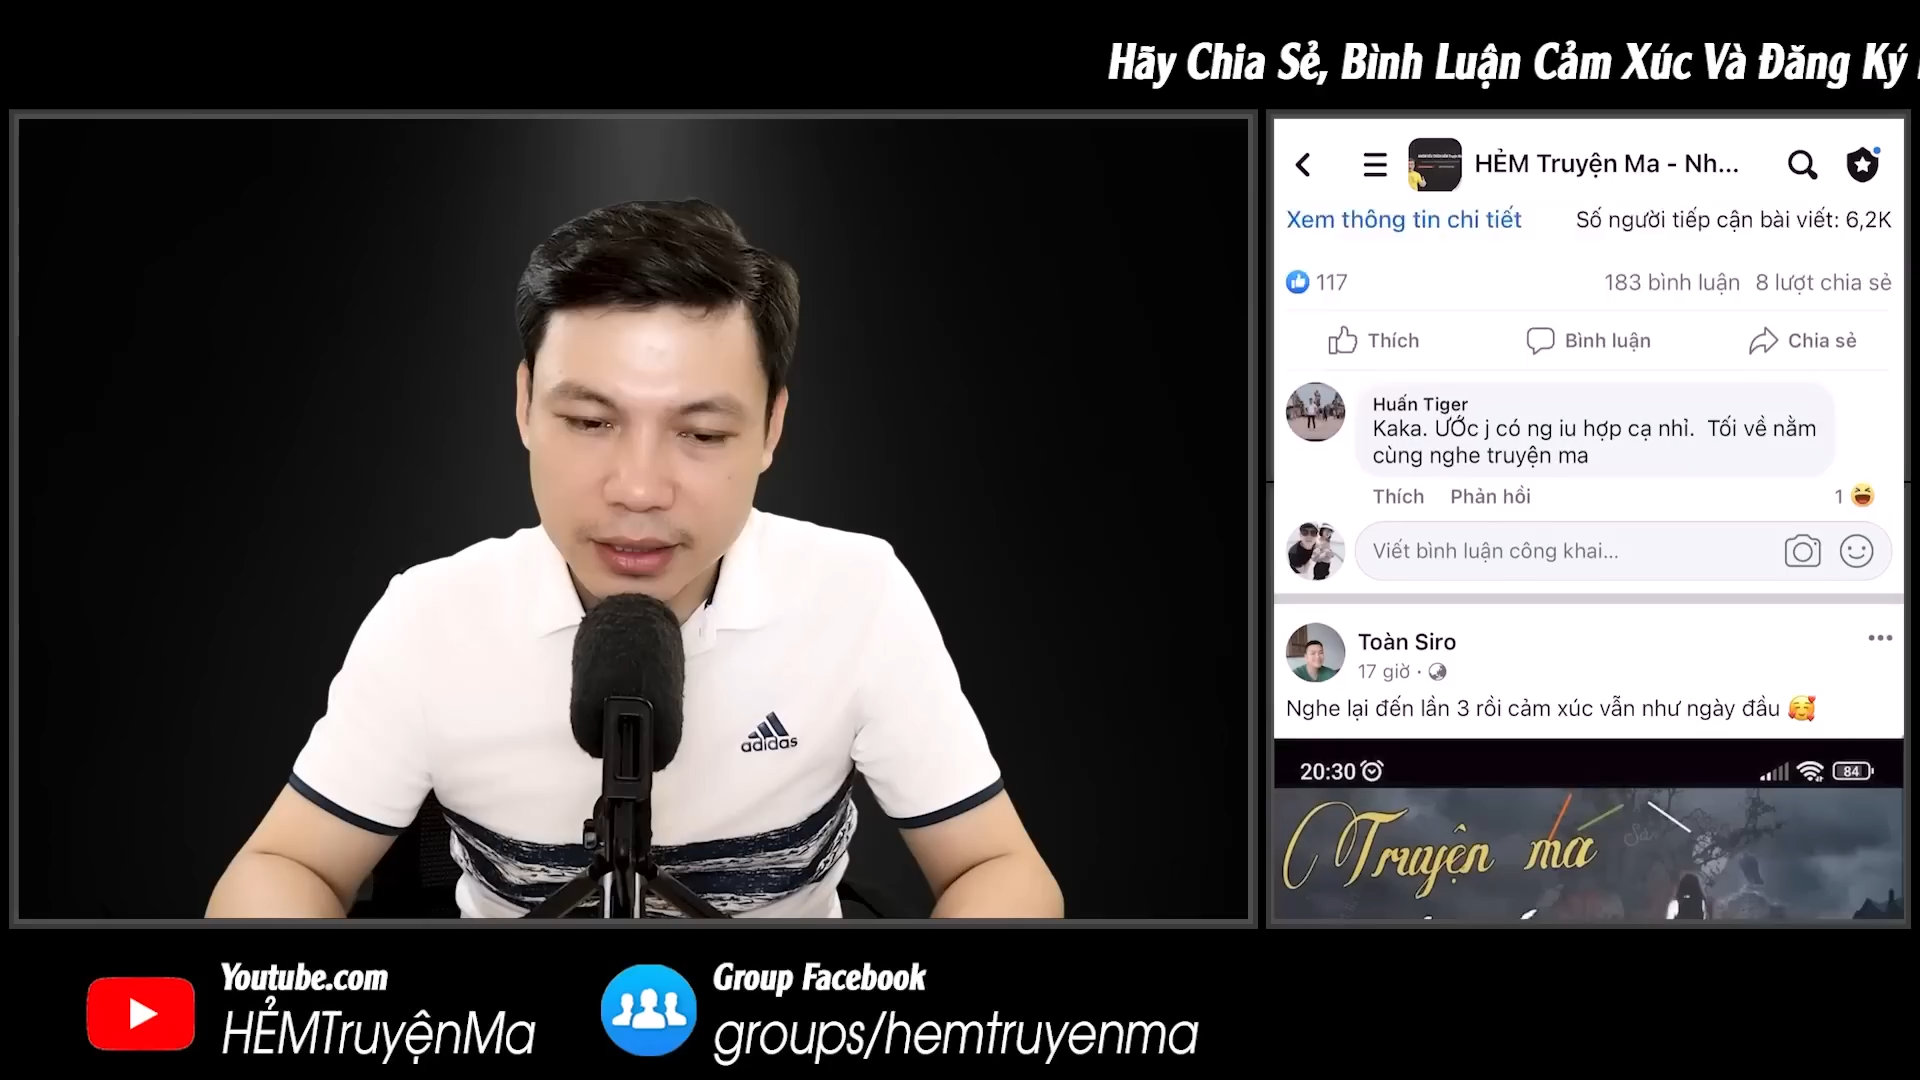 Hãy Chia Sẻ, Bình Luận Cảm Xúc Và Đăng Ký
HẺM Truyện Ma - Nh...
Xem thông tin chi tiết Số người tiếp cận bài viết: 6,2K
117 183 bình luận 8 lượt chia sẻ
Thích Bình luận Chia sẻ
Huấn Tiger
Kaka. ƯỚc j có ng iu hợp cạ nhỉ. Tối về nằm
cùng nghe truyện ma
Thích Phản hồi 1
Viết bình luận công khai...
Toàn Siro
17 giờ ·
Nghe lại đến lần 3 rồi cảm xúc vẫn như ngày đầu 🥰
20:30 84
Truyện ma
adidas
Youtube.com
HẺMTruyệnMa
Group Facebook
groups/hemtruyenma